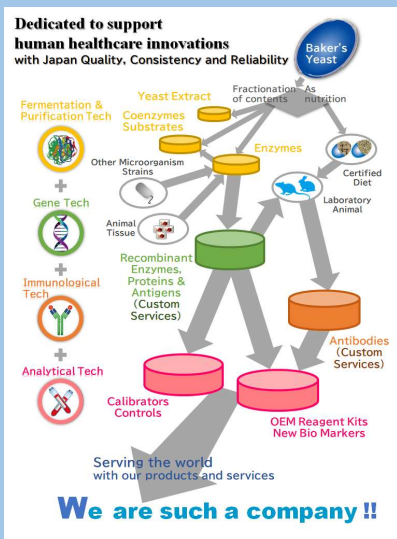 Dedicated to support
human healthcare innovations
with Japan Quality, Consistency and Reliability
Baker's
Yeast
Fractionation
of contents
As
nutrition
Yeast Extract
Coenzymes
Substrates
Enzymes
Fermentation &
Purification Tech
Other Microorganism
Strains
?
Certified
Diet
Laboratory
Animal
Animal
Tissue
+
Gene Tech
Recombinant
Enzymes,
Proteins &
Antigens
(Custom
Services)
+
Immunological
Tech
Antibodies
(Custom
Services)
+
Analytical Tech
Calibrators
Controls
OEM Reagent Kits
New Bio Markers
Serving the world
with our products and services
We are such a company !!